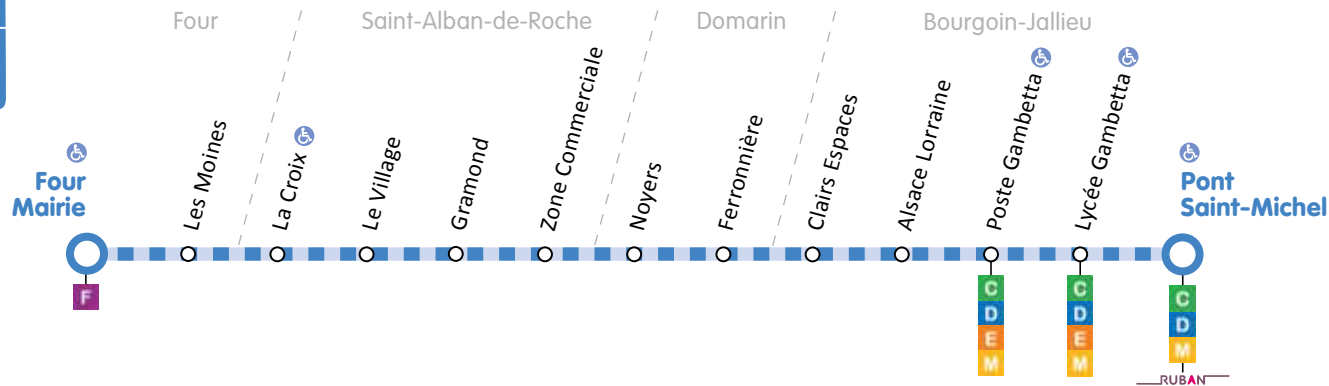 Four
Saint-Alban-de-Roche
Domarin
Bourgoin-Jallieu
Four
Mairie
Les Moines
La Croix
Le Village
Gramond
Zone Commerciale
Noyers
Ferronnière
Clairs Espaces
Alsace Lorraine
Poste Gambetta
Lycée Gambetta
Pont
Saint-Michel
F
C
D
E
M
C
D
E
M
C
D
M
RUBAN